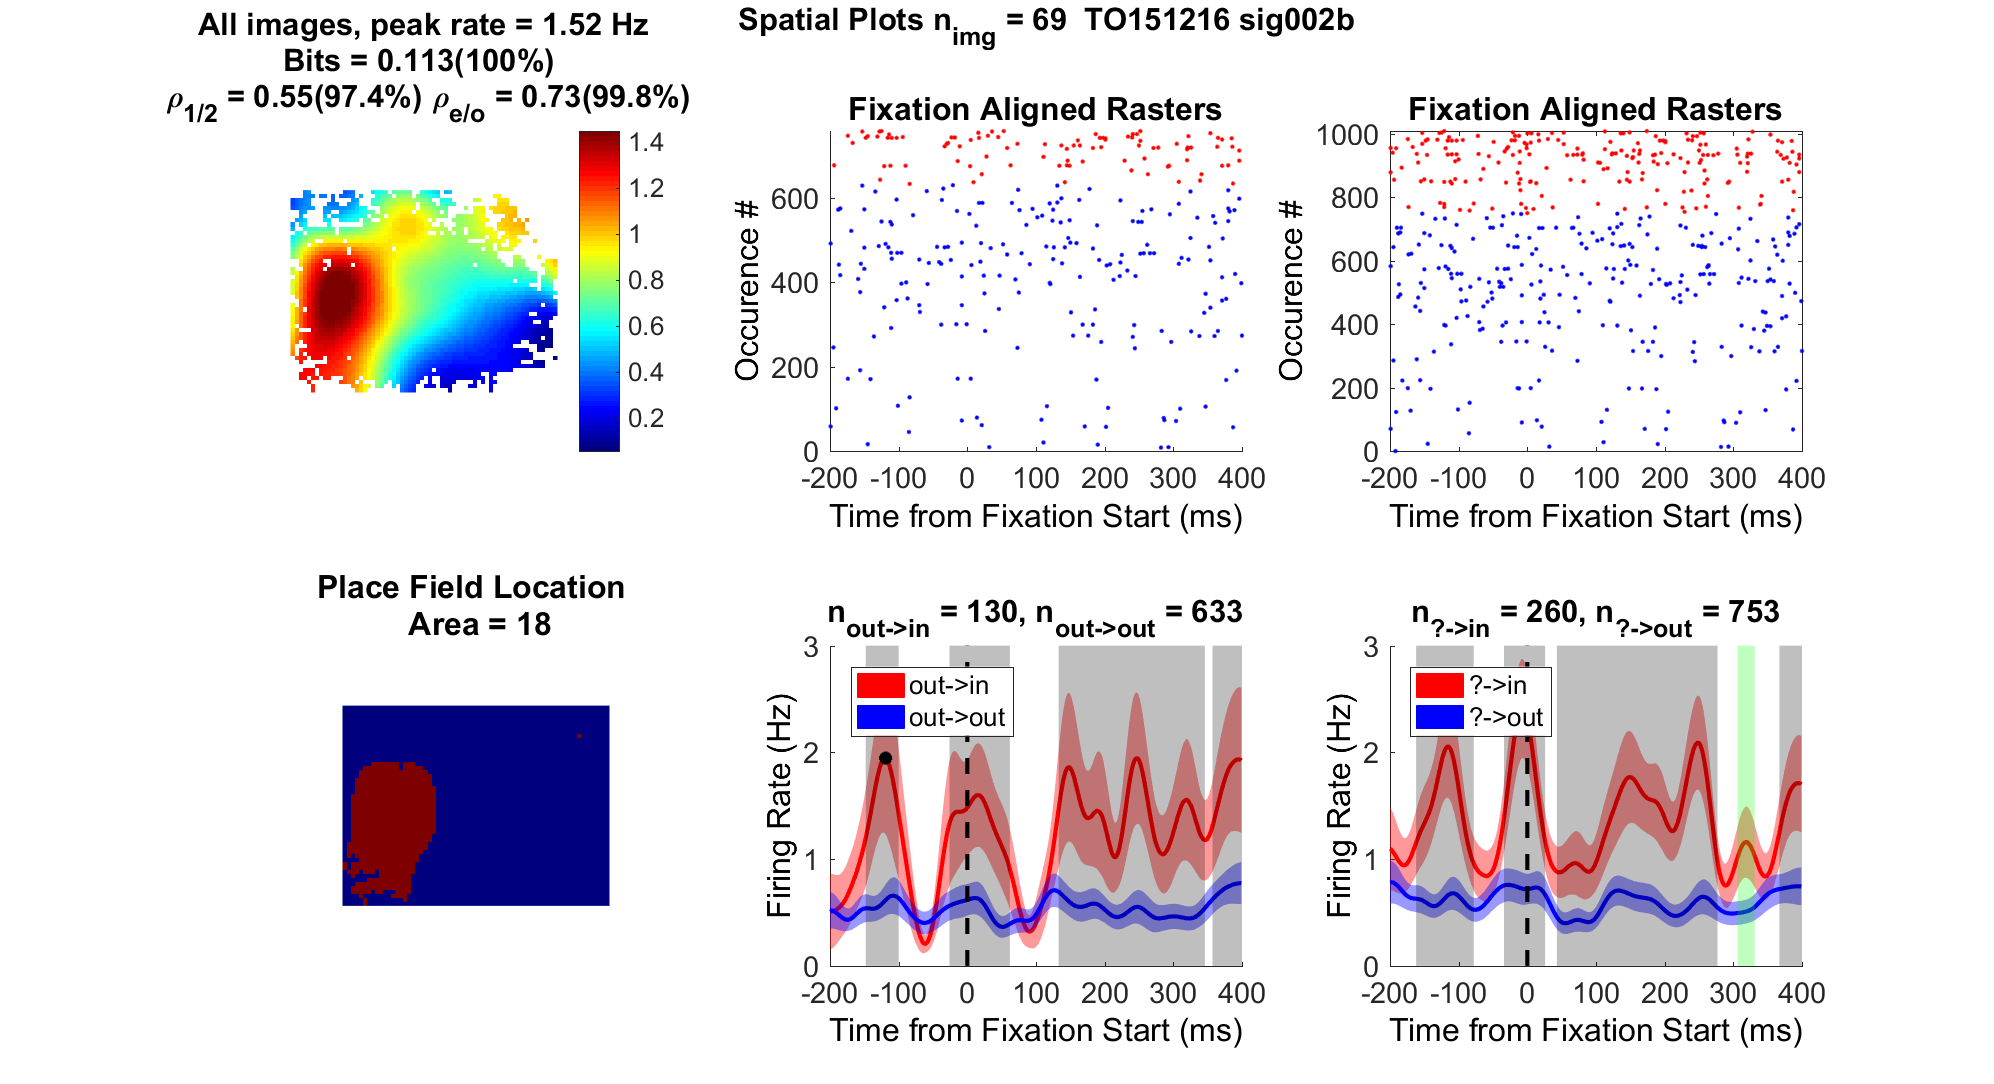 All images, peak rate = 1.52 Hz
Bits = 0.113(100%)
ρ1/2 = 0.55(97.4%) ρe/o = 0.73(99.8%)
1.4
1.2
1
0.8
0.6
0.4
0.2
Spatial Plots nimg = 69 TO151216 sig002b
Fixation Aligned Rasters
Occurence #
600
400
200
0
-200 -100 0 100 200 300 400
Time from Fixation Start (ms)
Fixation Aligned Rasters
Occurence #
1000
800
600
400
200
0
-200 -100 0 100 200 300 400
Time from Fixation Start (ms)
Place Field Location
Area = 18
nout->in = 130, nout->out = 633
Firing Rate (Hz)
3
2
1
0
out->in
out->out
-200 -100 0 100 200 300 400
Time from Fixation Start (ms)
n?->in = 260, n?->out = 753
Firing Rate (Hz)
3
2
1
0
?->in
?->out
-200 -100 0 100 200 300 400
Time from Fixation Start (ms)